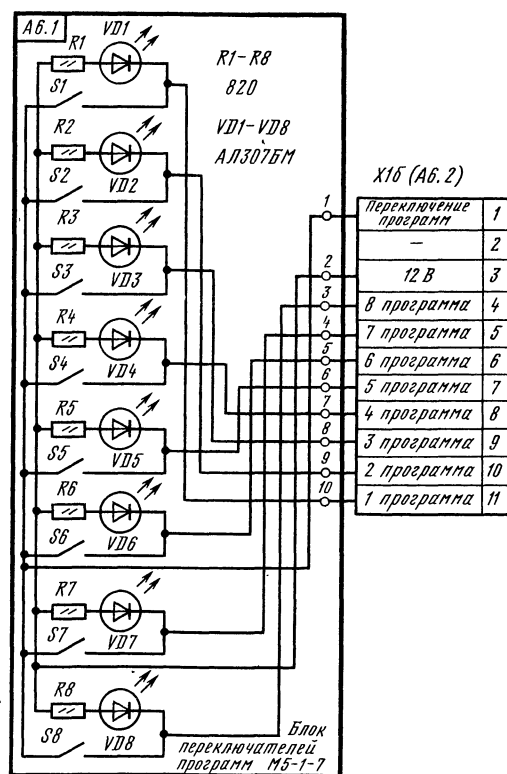 А6.1
VD1
R1
S1
R1-R8
820
VD1-VD8
АЛ307БМ
R2
S2
VD2
R3
S3
VD3
R4
S4
VD4
R5
S5
VD5
R6
S6
VD6
R7
S7
VD7
R8
S8
VD8
Блок
переключателей
программ М5-1-7
Х16 (А6.2)
1 Переключение программ 1
— 2
2 12 В 3
3 8 программа 4
4 7 программа 5
5 6 программа 6
6 5 программа 7
7 4 программа 8
8 3 программа 9
9 2 программа 10
10 1 программа 11